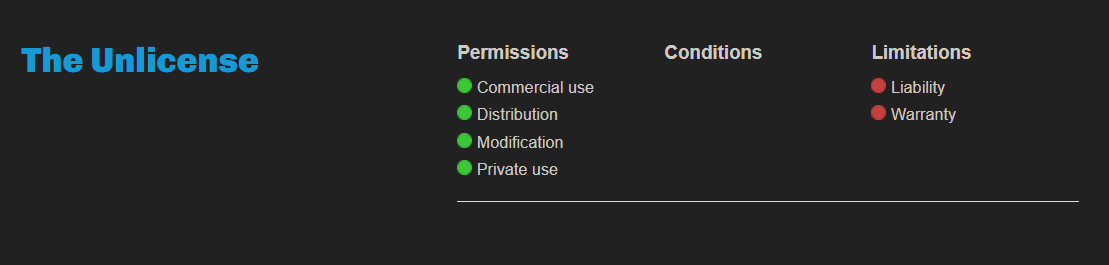 The Unlicense
Permissions
Commercial use
Distribution
Modification
Private use
Conditions
Limitations
Liability
Warranty